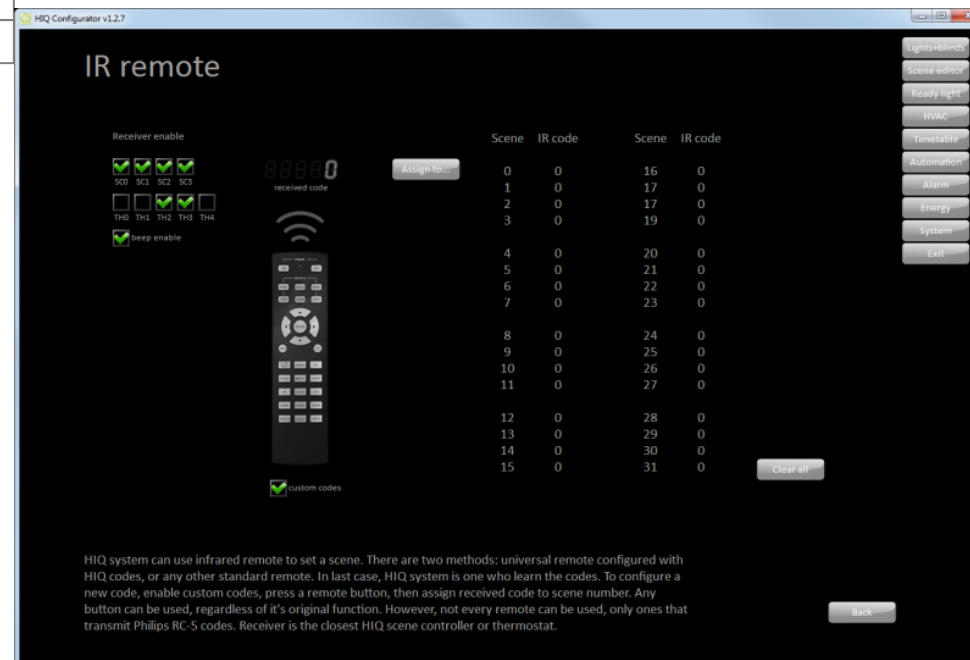 HIQ Configurator v1.2.7
IR remote
Lights+blinds
Scene editor
Ready light
HVAC
Timetable
Automation
Alarm
Energy
System
Exit
Receiver enable
SC0 SC1 SC2 SC3
TH0 TH1 TH2 TH3 TH4
beep enable
0
received code
Assign to...
custom codes
Scene IR code Scene IR code
0 0 16 0
1 0 17 0
2 0 17 0
3 0 19 0
4 0 20 0
5 0 21 0
6 0 22 0
7 0 23 0
8 0 24 0
9 0 25 0
10 0 26 0
11 0 27 0
12 0 28 0
13 0 29 0
14 0 30 0
15 0 31 0
Clear all
HIQ system can use infrared remote to set a scene. There are two methods: universal remote configured with
HIQ codes, or any other standard remote. In last case, HIQ system is one who learn the codes. To configure a
new code, enable custom codes, press a remote button, then assign received code to scene number. Any
button can be used, regardless of it's original function. However, not every remote can be used, only ones that
transmit Philips RC-5 codes. Receiver is the closest HIQ scene controller or thermostat.
Back